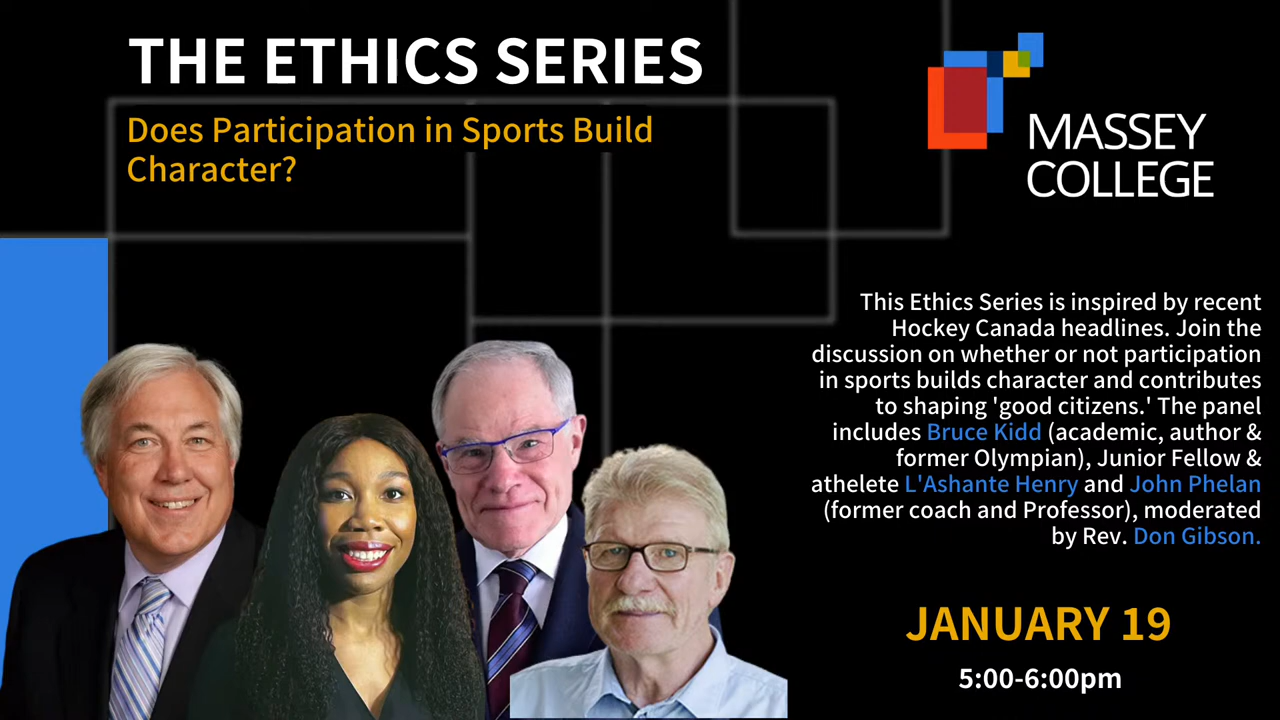 THE ETHICS SERIES
Does Participation in Sports Build
Character?
MASSEY
COLLEGE
This Ethics Series is inspired by recent
Hockey Canada headlines. Join the
discussion on whether or not participation
in sports builds character and contributes
to shaping 'good citizens.' The panel
includes Bruce Kidd (academic, author &
former Olympian), Junior Fellow &
athelete L'Ashante Henry and John Phelan
(former coach and Professor), moderated
by Rev. Don Gibson.
JANUARY 19
5:00-6:00pm